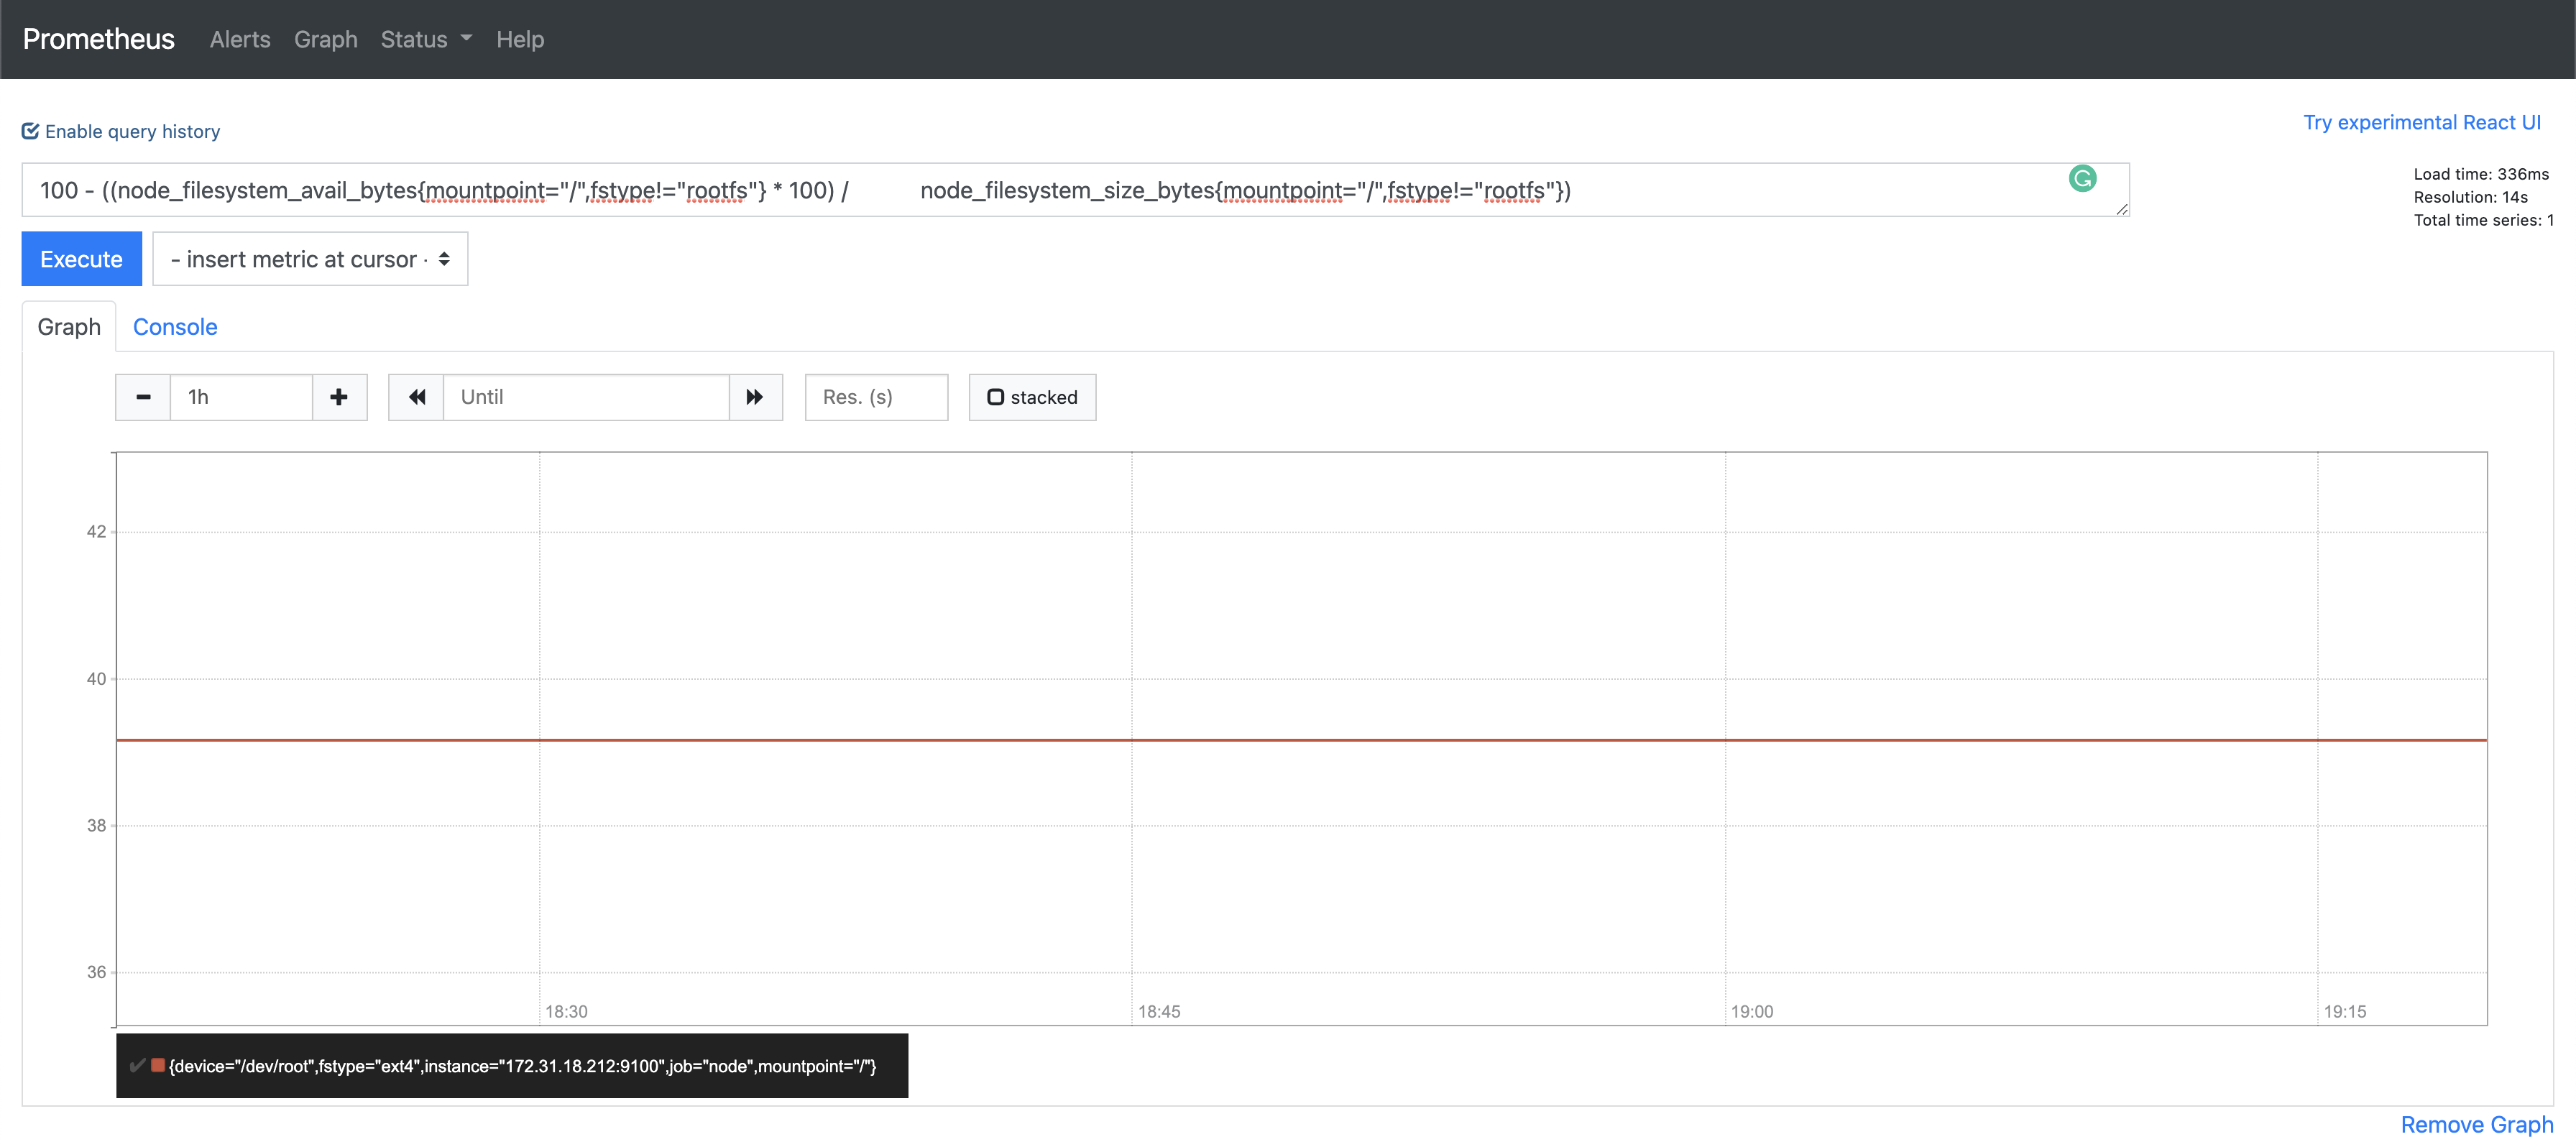 Prometheus Alerts Graph Status Help
Enable query history
Try experimental React UI
100 - ((node_filesystem_avail_bytes{mountpoint="/",fstype!="rootfs"} * 100) / node_filesystem_size_bytes{mountpoint="/",fstype!="rootfs"})
Load time: 336ms
Resolution: 14s
Total time series: 1
Execute - insert metric at cursor -
Graph Console
1h Until Res. (s) stacked
42
40
38
36
18:30 18:45 19:00 19:15
{device="/dev/root",fstype="ext4",instance="172.31.18.212:9100",job="node",mountpoint="/"}
Remove Graph